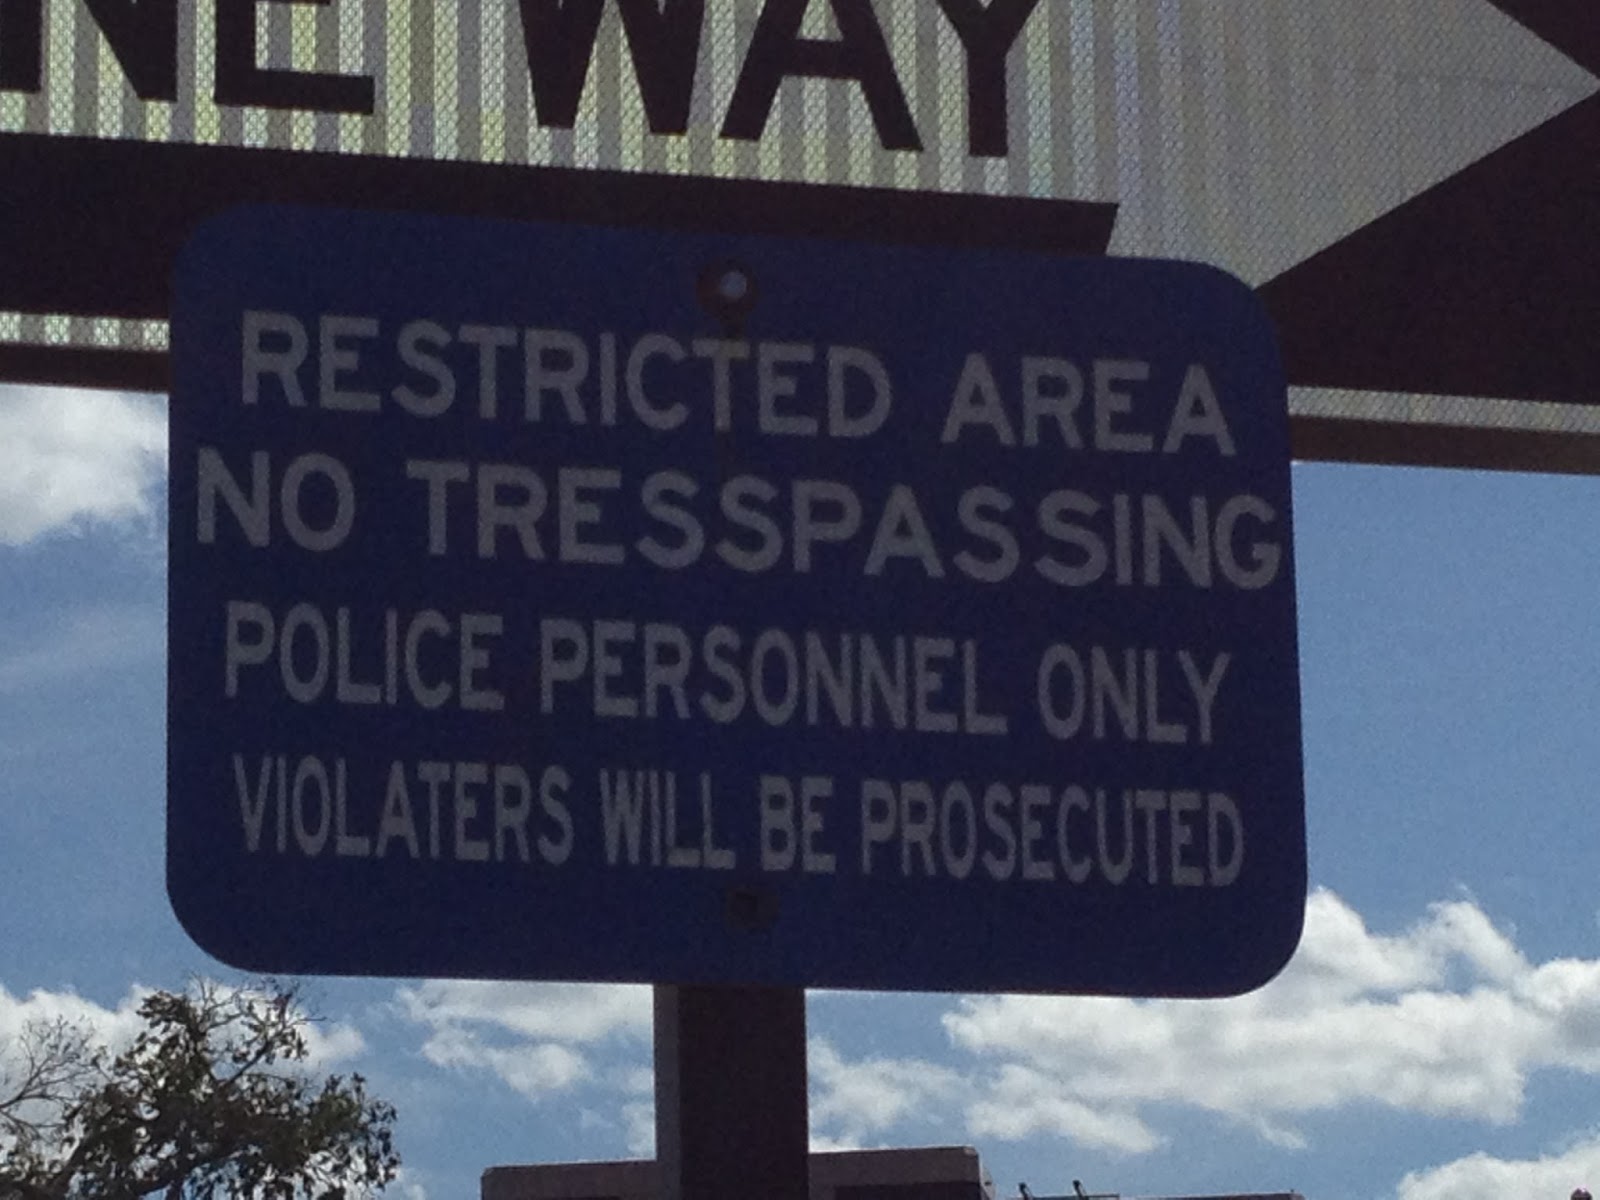 NE WAY
RESTRICTED AREA
NO TRESSPASSING
POLICE PERSONNEL ONLY
VIOLATERS WILL BE PROSECUTED